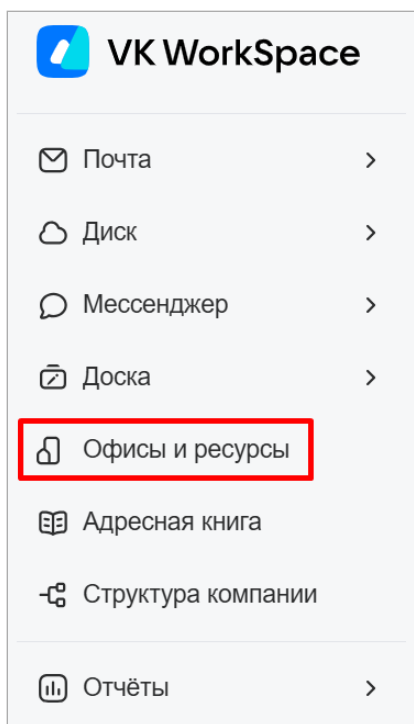 VK WorkSpace
Почта
Диск
Мессенджер
Доска
Офисы и ресурсы
Адресная книга
Структура компании
Отчёты